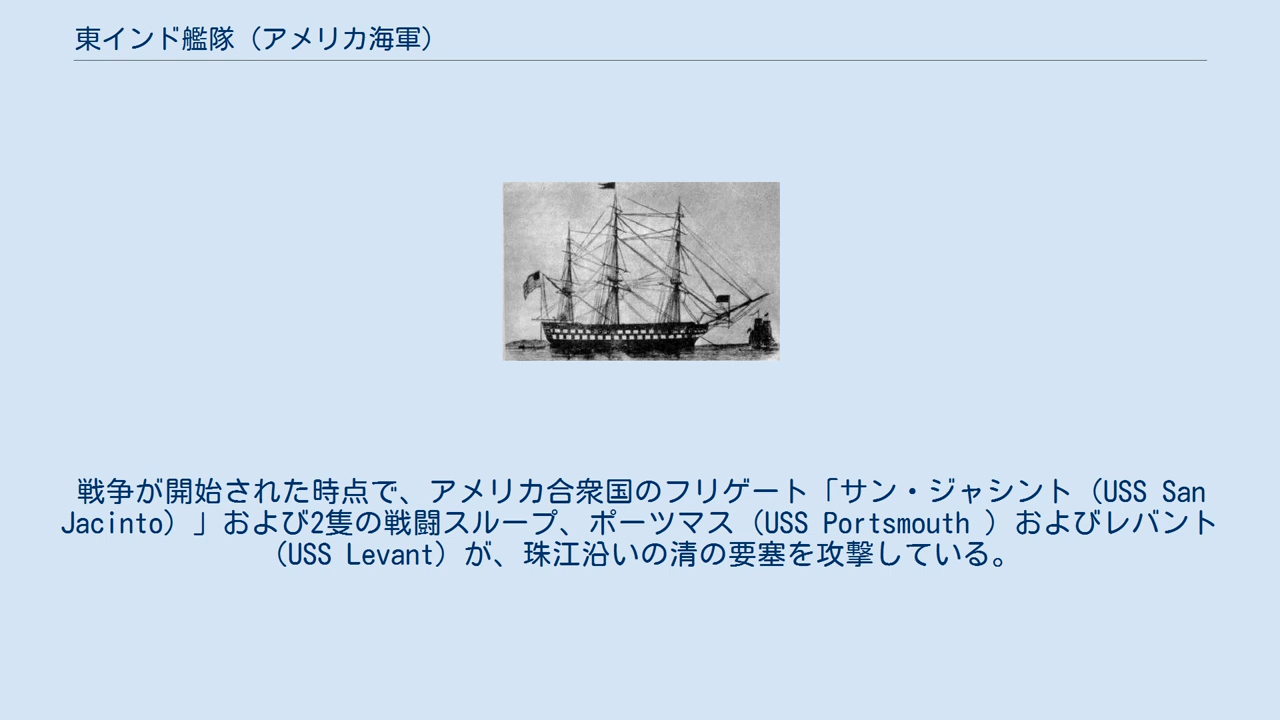 東インド艦隊（アメリカ海軍）
戦争が開始された時点で、アメリカ合衆国のフリゲート「サン・ジャシント（USS San
Jacinto）」および2隻の戦闘スループ、ポーツマス（USS Portsmouth ）およびレバント
（USS Levant）が、珠江沿いの清の要塞を攻撃している。